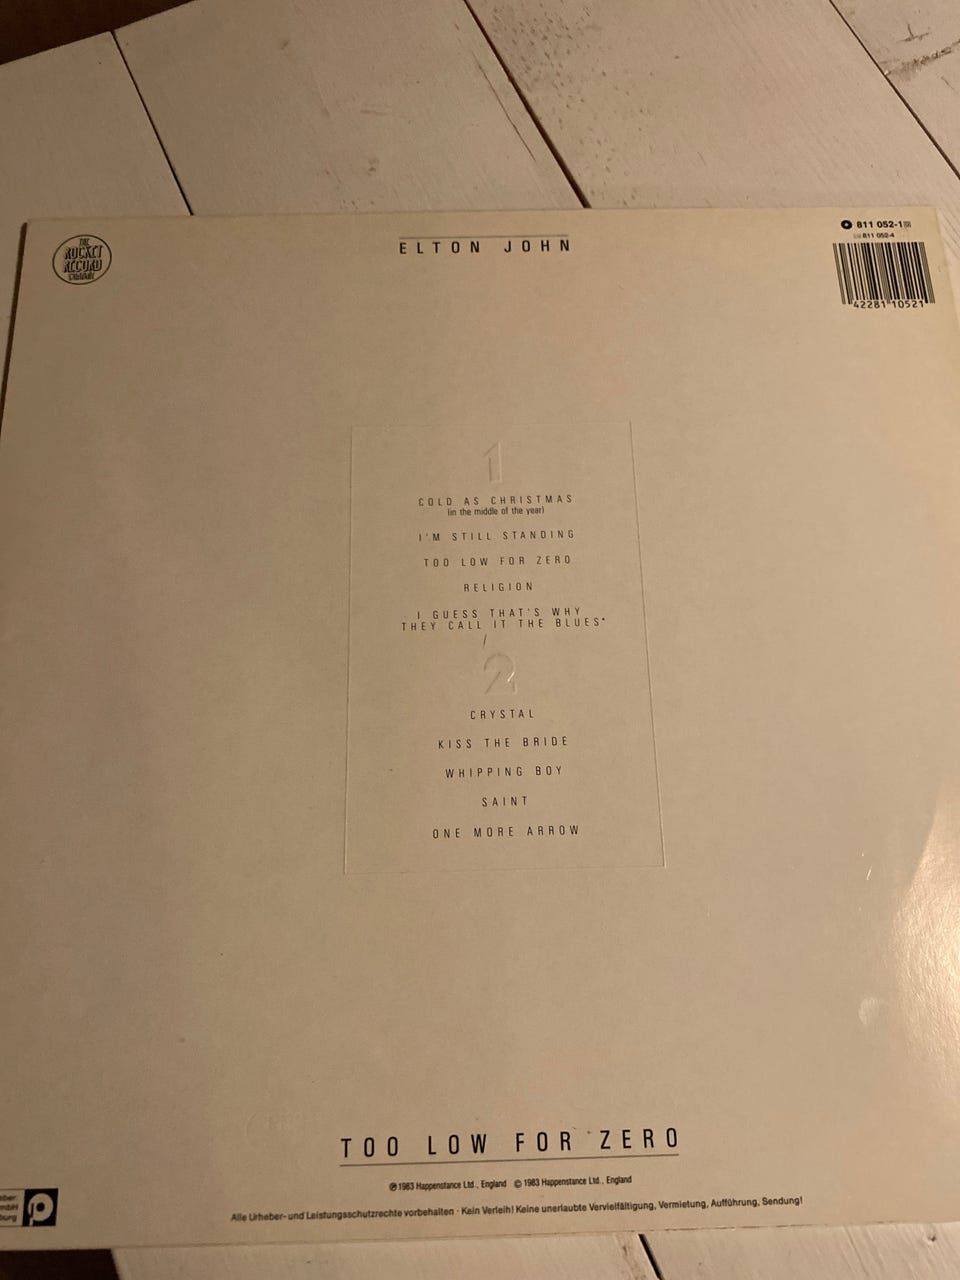 THE
ROCKET
RECORD
COMPANY
ELTON JOHN
811 052-1
811 052-4
42281 10521
1
COLD AS CHRISTMAS
(in the middle of the year)
I'M STILL STANDING
TOO LOW FOR ZERO
RELIGION
I GUESS THAT'S WHY
THEY CALL IT THE BLUES*
2
CRYSTAL
KISS THE BRIDE
WHIPPING BOY
SAINT
ONE MORE ARROW
TOO LOW FOR ZERO
℗ 1983 Happenstance Ltd., England © 1983 Happenstance Ltd., England
Alle Urheber- und Leistungsschutzrechte vorbehalten · Kein Verleih! Keine unerlaubte Vervielfältigung, Vermietung, Aufführung, Sendung!